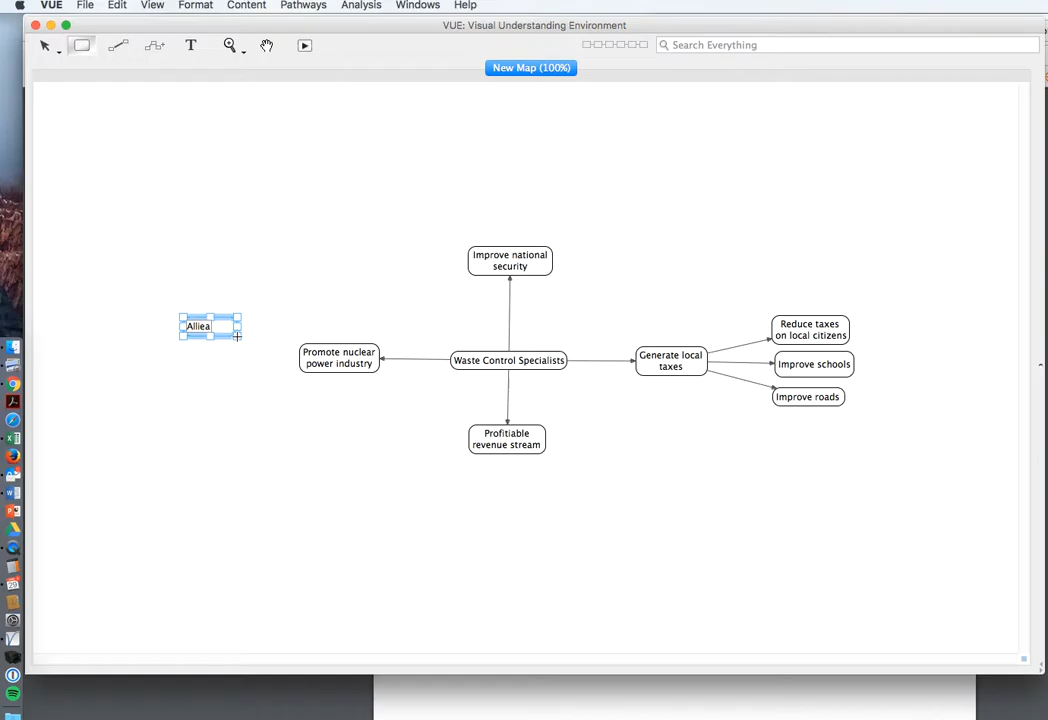 VUE File Edit View Format Content Pathways Analysis Windows Help
VUE: Visual Understanding Environment
T
Search Everything
New Map (100%)
Improve national
security
Alliea
Reduce taxes
on local citizens
Promote nuclear
power industry
Waste Control Specialists
Generate local
taxes
Improve schools
Improve roads
Profitiable
revenue stream